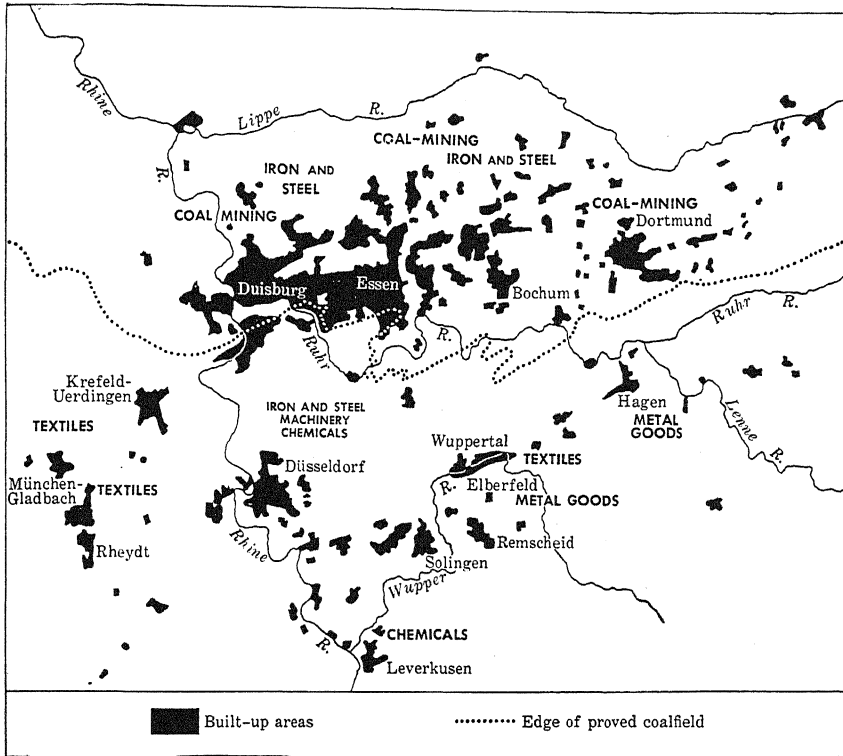 Rhine
R.
Lippe
R.
COAL-MINING
IRON AND STEEL
IRON AND
STEEL
COAL MINING
COAL-MINING
Dortmund
Duisburg
Essen
Bochum
Ruhr
R.
Ruhr
R.
Krefeld-
Uerdingen
TEXTILES
IRON AND STEEL
MACHINERY
CHEMICALS
Hagen
METAL
GOODS
Lenne
R.
Wuppertal
TEXTILES
Elberfeld
R.
METAL GOODS
München-
Gladbach
TEXTILES
Düsseldorf
Rheydt
Rhine
R.
Remscheid
Solingen
Wupper
CHEMICALS
Leverkusen
Built-up areas
Edge of proved coalfield